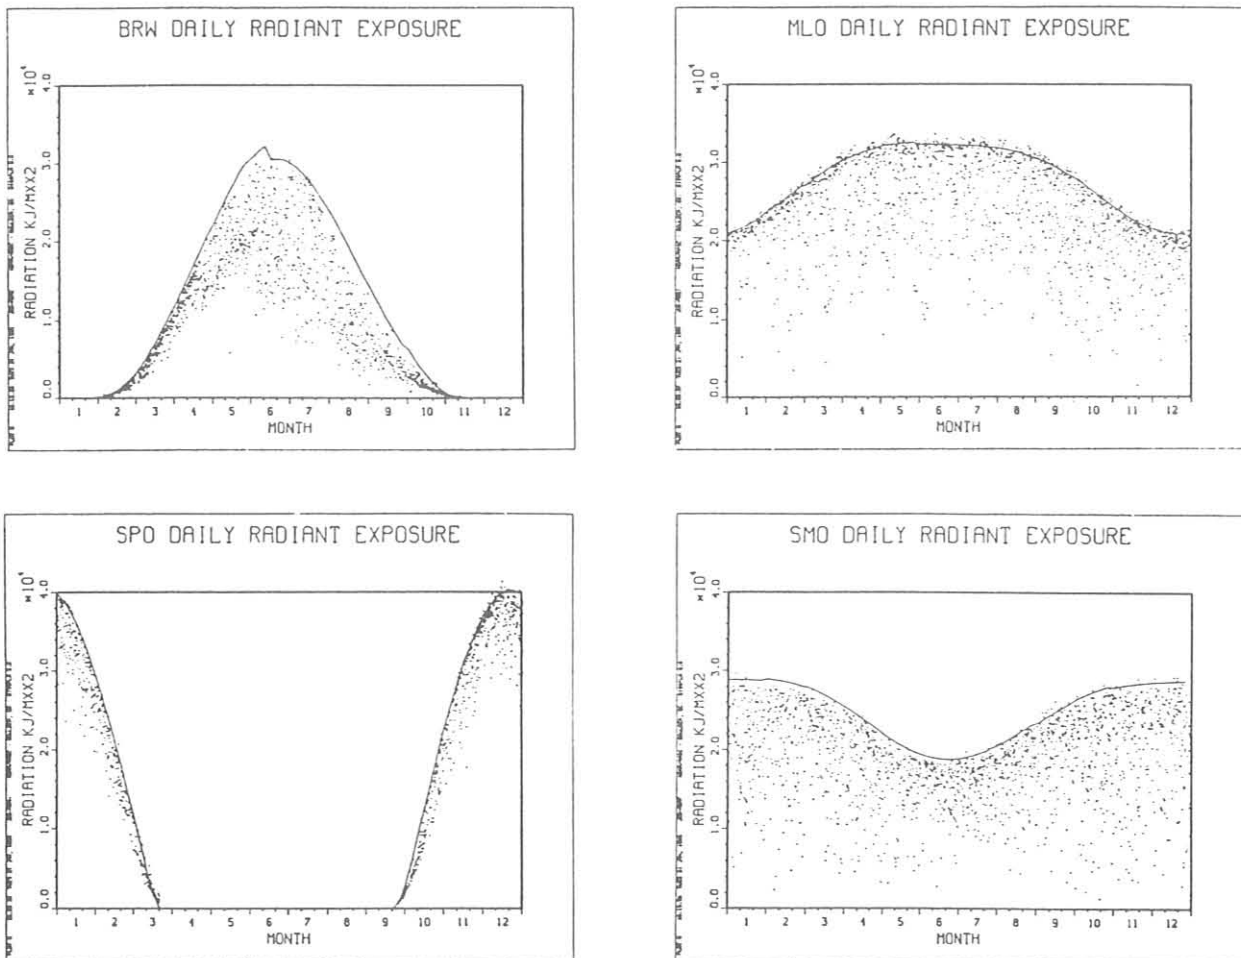 BRW DAILY RADIANT EXPOSURE
×10⁴
4.0
3.0
2.0
1.0
0.0
RADIATION KJ/MXX2
1 2 3 4 5 6 7 8 9 10 11 12
MONTH
MLO DAILY RADIANT EXPOSURE
×10⁴
4.0
3.0
2.0
1.0
0.0
RADIATION KJ/MXX2
1 2 3 4 5 6 7 8 9 10 11 12
MONTH
SPO DAILY RADIANT EXPOSURE
×10⁴
4.0
3.0
2.0
1.0
0.0
RADIATION KJ/MXX2
1 2 3 4 5 6 7 8 9 10 11 12
MONTH
SMO DAILY RADIANT EXPOSURE
×10⁴
4.0
3.0
2.0
1.0
0.0
RADIATION KJ/MXX2
1 2 3 4 5 6 7 8 9 10 11 12
MONTH